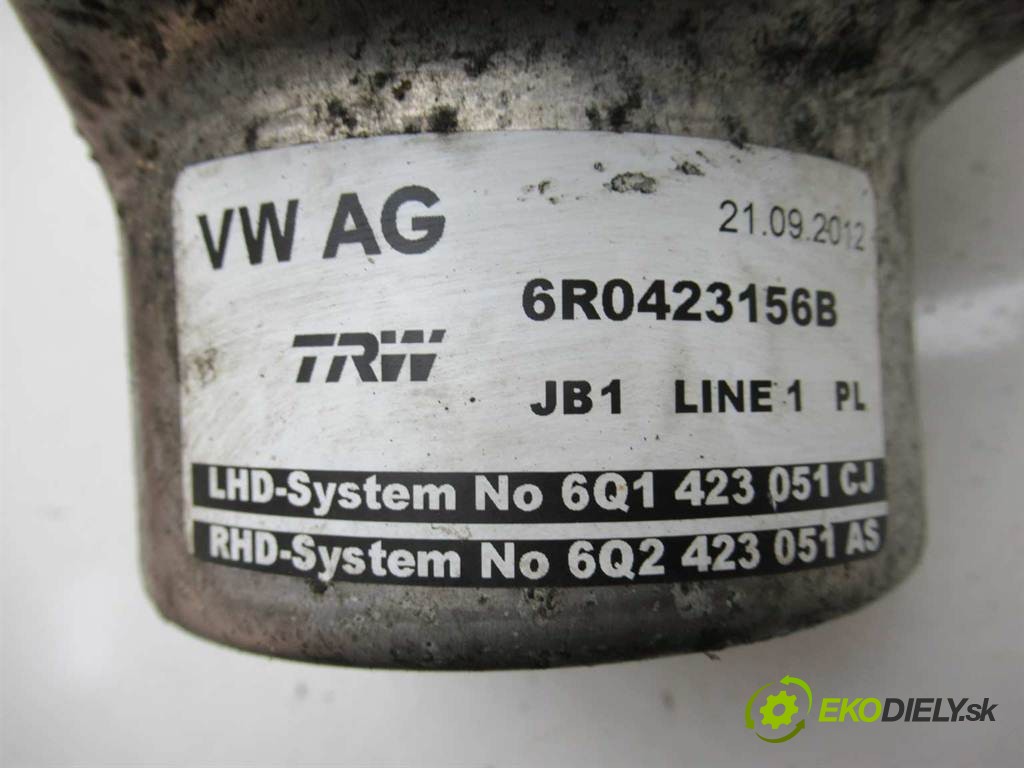 VW AG 21.09.2012
6R0423156B
TRW
JB1 LINE 1 PL
LHD-System No 6Q1 423 051 CJ
RHD-System No 6Q2 423 051 AS
EKODIELY.sk